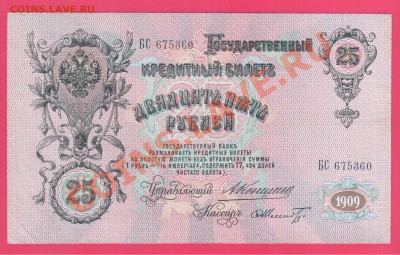 COINS.LAVE.RU
БС 675360
Государственный
25
Кредитный Билетъ
Двадцать пять
рублей
ГОСУДАРСТВЕННЫЙ БАНКЪ
РАЗМѢНИВАЕТЪ КРЕДИТНЫЕ БИЛЕТЫ
НА ЗОЛОТУЮ МОНЕТУ БЕЗЪ ОГРАНИЧЕНІЯ СУММЫ
(1 РУБЛЬ = 1/15 ИМПЕРІАЛА, СОДЕРЖИТЪ 17,424 ДОЛЕЙ
ЧИСТАГО ЗОЛОТА).
БС 675360
25
Управляющій
Кассиръ
1909
COINS.LAVE.RU